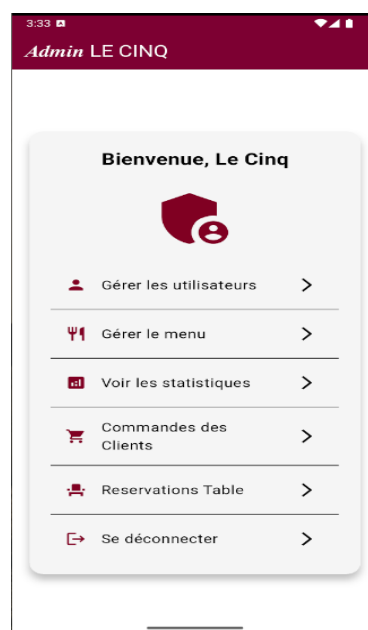 3:33
Admin LE CINQ
Bienvenue, Le Cinq
Gérer les utilisateurs
Gérer le menu
Voir les statistiques
Commandes des
Clients
Reservations Table
Se déconnecter